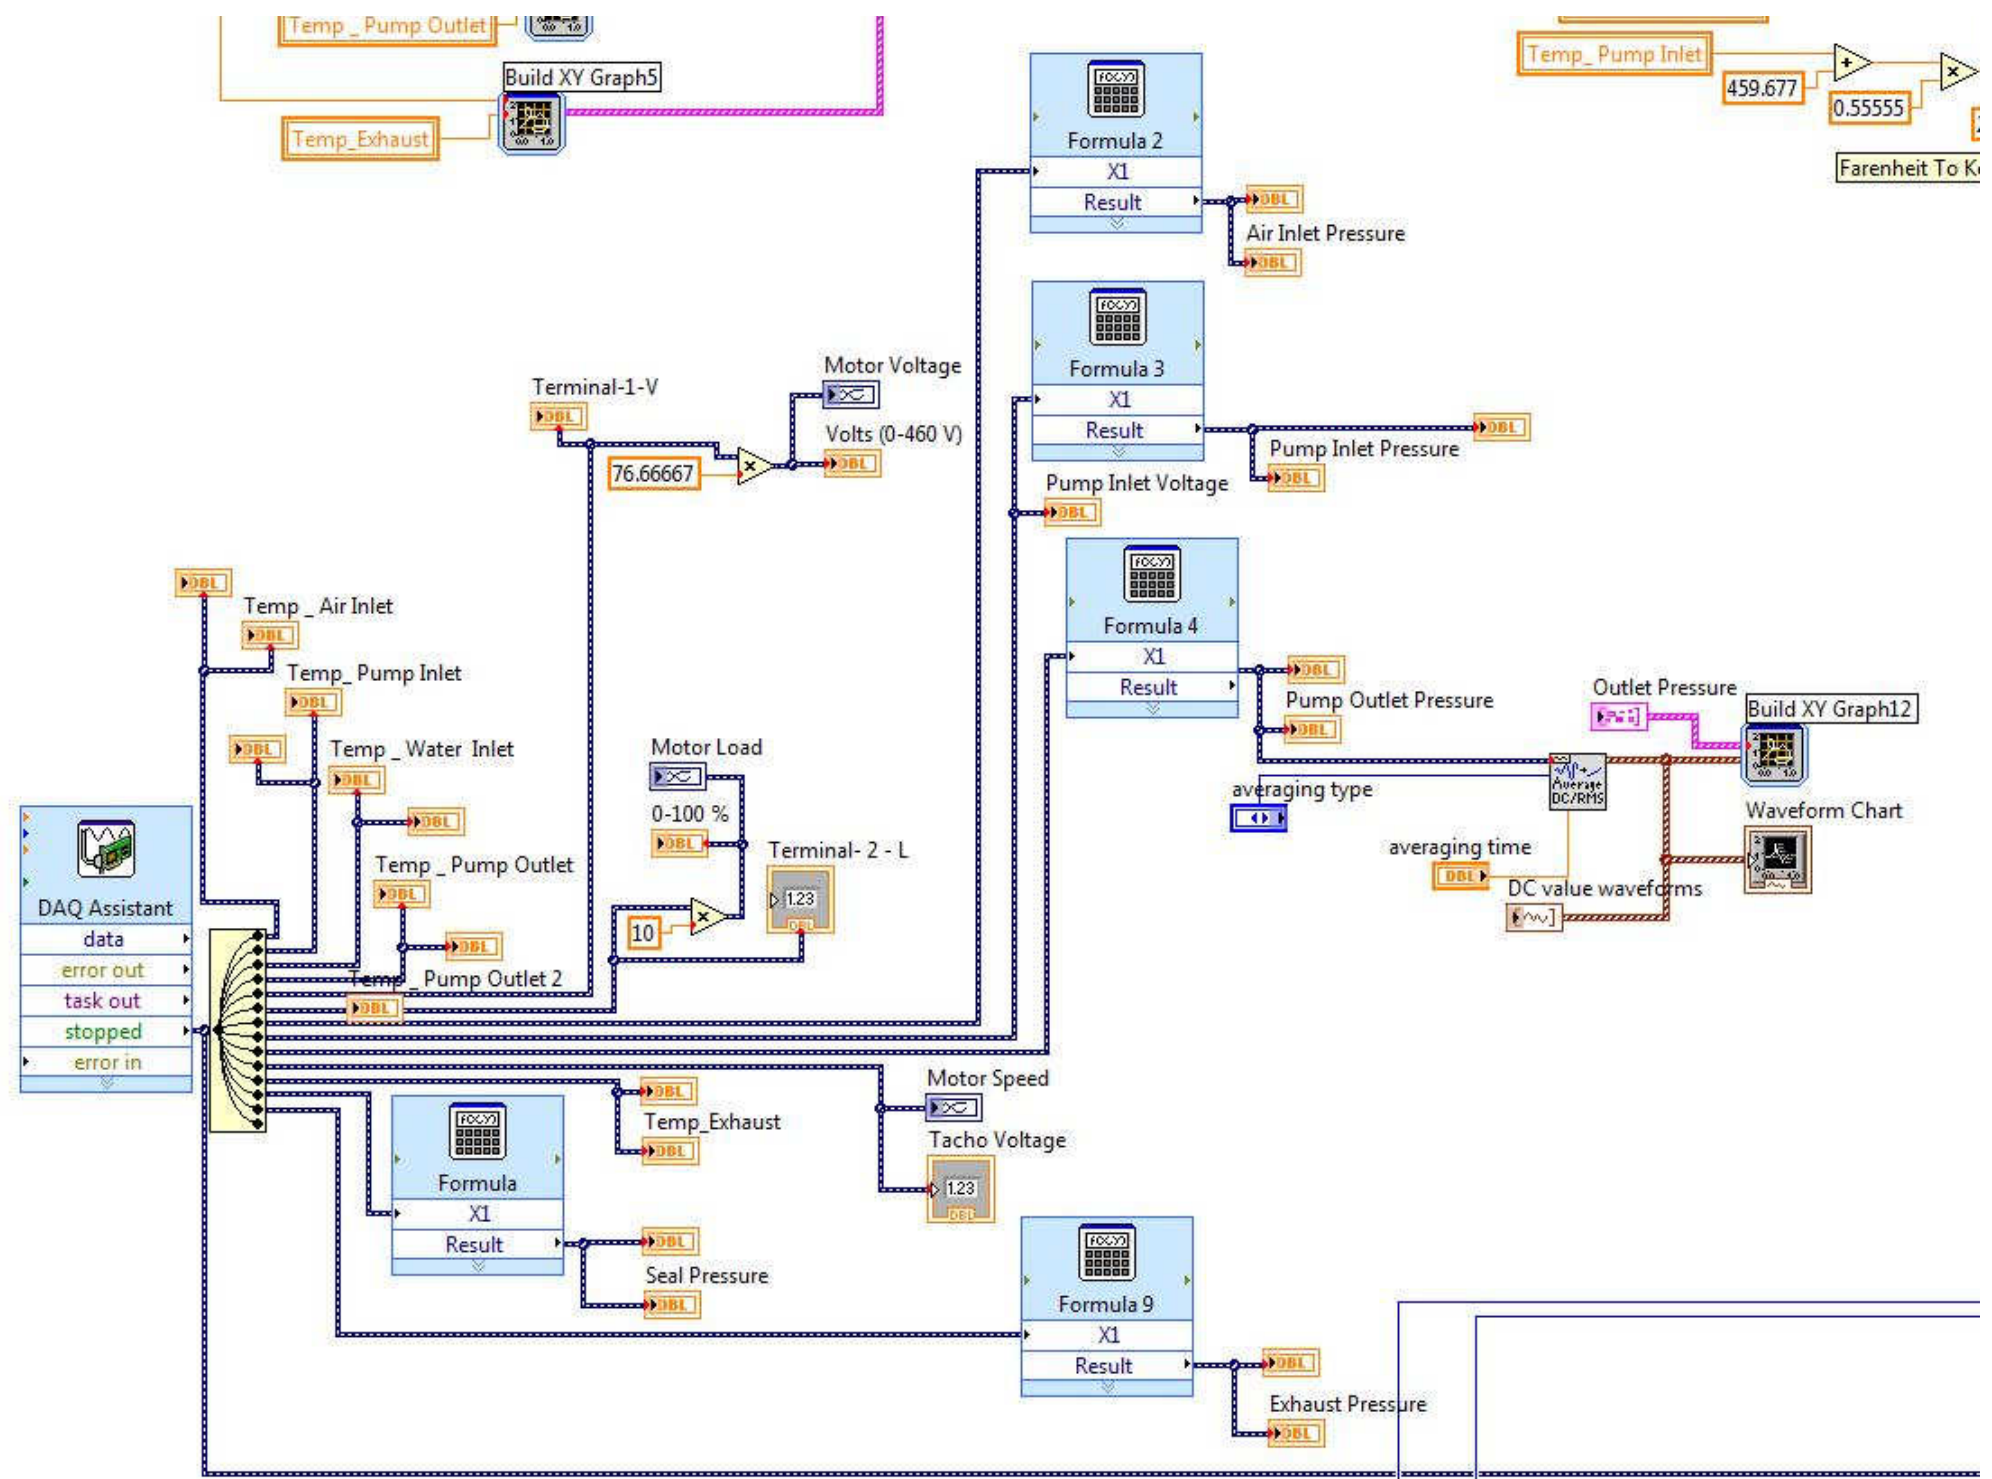 Temp _ Pump Outlet
Build XY Graph5
Temp_Exhaust
Temp_ Pump Inlet
459.677
0.55555
Farenheit To K
Formula 2
X1
Result
DBL
Air Inlet Pressure
DBL
Formula 3
X1
Result
DBL
Pump Inlet Pressure
DBL
Pump Inlet Voltage
DBL
Motor Voltage
Terminal-1-V
DBL
Volts (0-460 V)
DBL
76.66667
Formula 4
X1
Result
DBL
Pump Outlet Pressure
DBL
Outlet Pressure
Build XY Graph12
averaging type
Average
DC/RMS
Waveform Chart
averaging time
DBL
DC value waveforms
DBL
Temp _ Air Inlet
DBL
Temp_ Pump Inlet
DBL
DBL
Temp _Water Inlet
DBL
DBL
Temp _ Pump Outlet
DBL
DBL
Temp _ Pump Outlet 2
DBL
Motor Load
0-100 %
DBL
Terminal- 2 - L
1.23
DBL
10
DAQ Assistant
data
error out
task out
stopped
error in
DBL
Temp_Exhaust
DBL
Motor Speed
Tacho Voltage
1.23
DBL
Formula
X1
Result
DBL
Seal Pressure
DBL
Formula 9
X1
Result
DBL
Exhaust Pressure
DBL